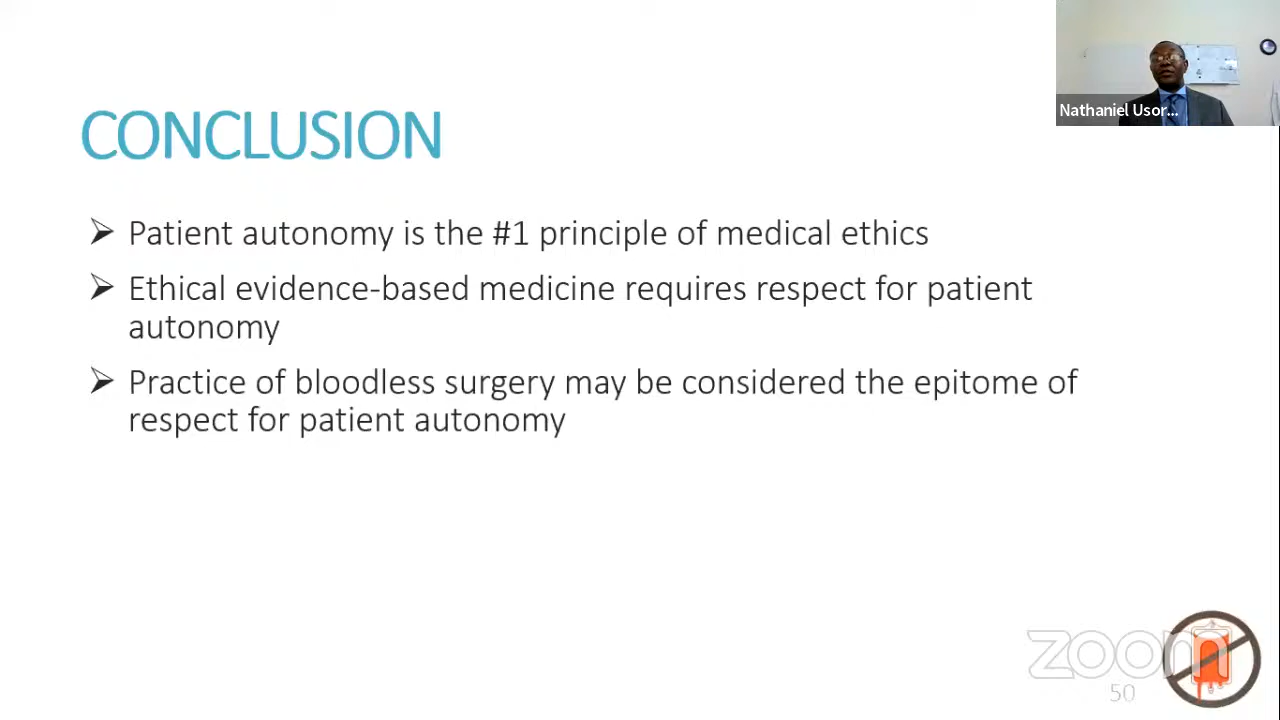 Nathaniel Usor...
CONCLUSION
Patient autonomy is the #1 principle of medical ethics
Ethical evidence-based medicine requires respect for patient
autonomy
Practice of bloodless surgery may be considered the epitome of
respect for patient autonomy
zoom
50